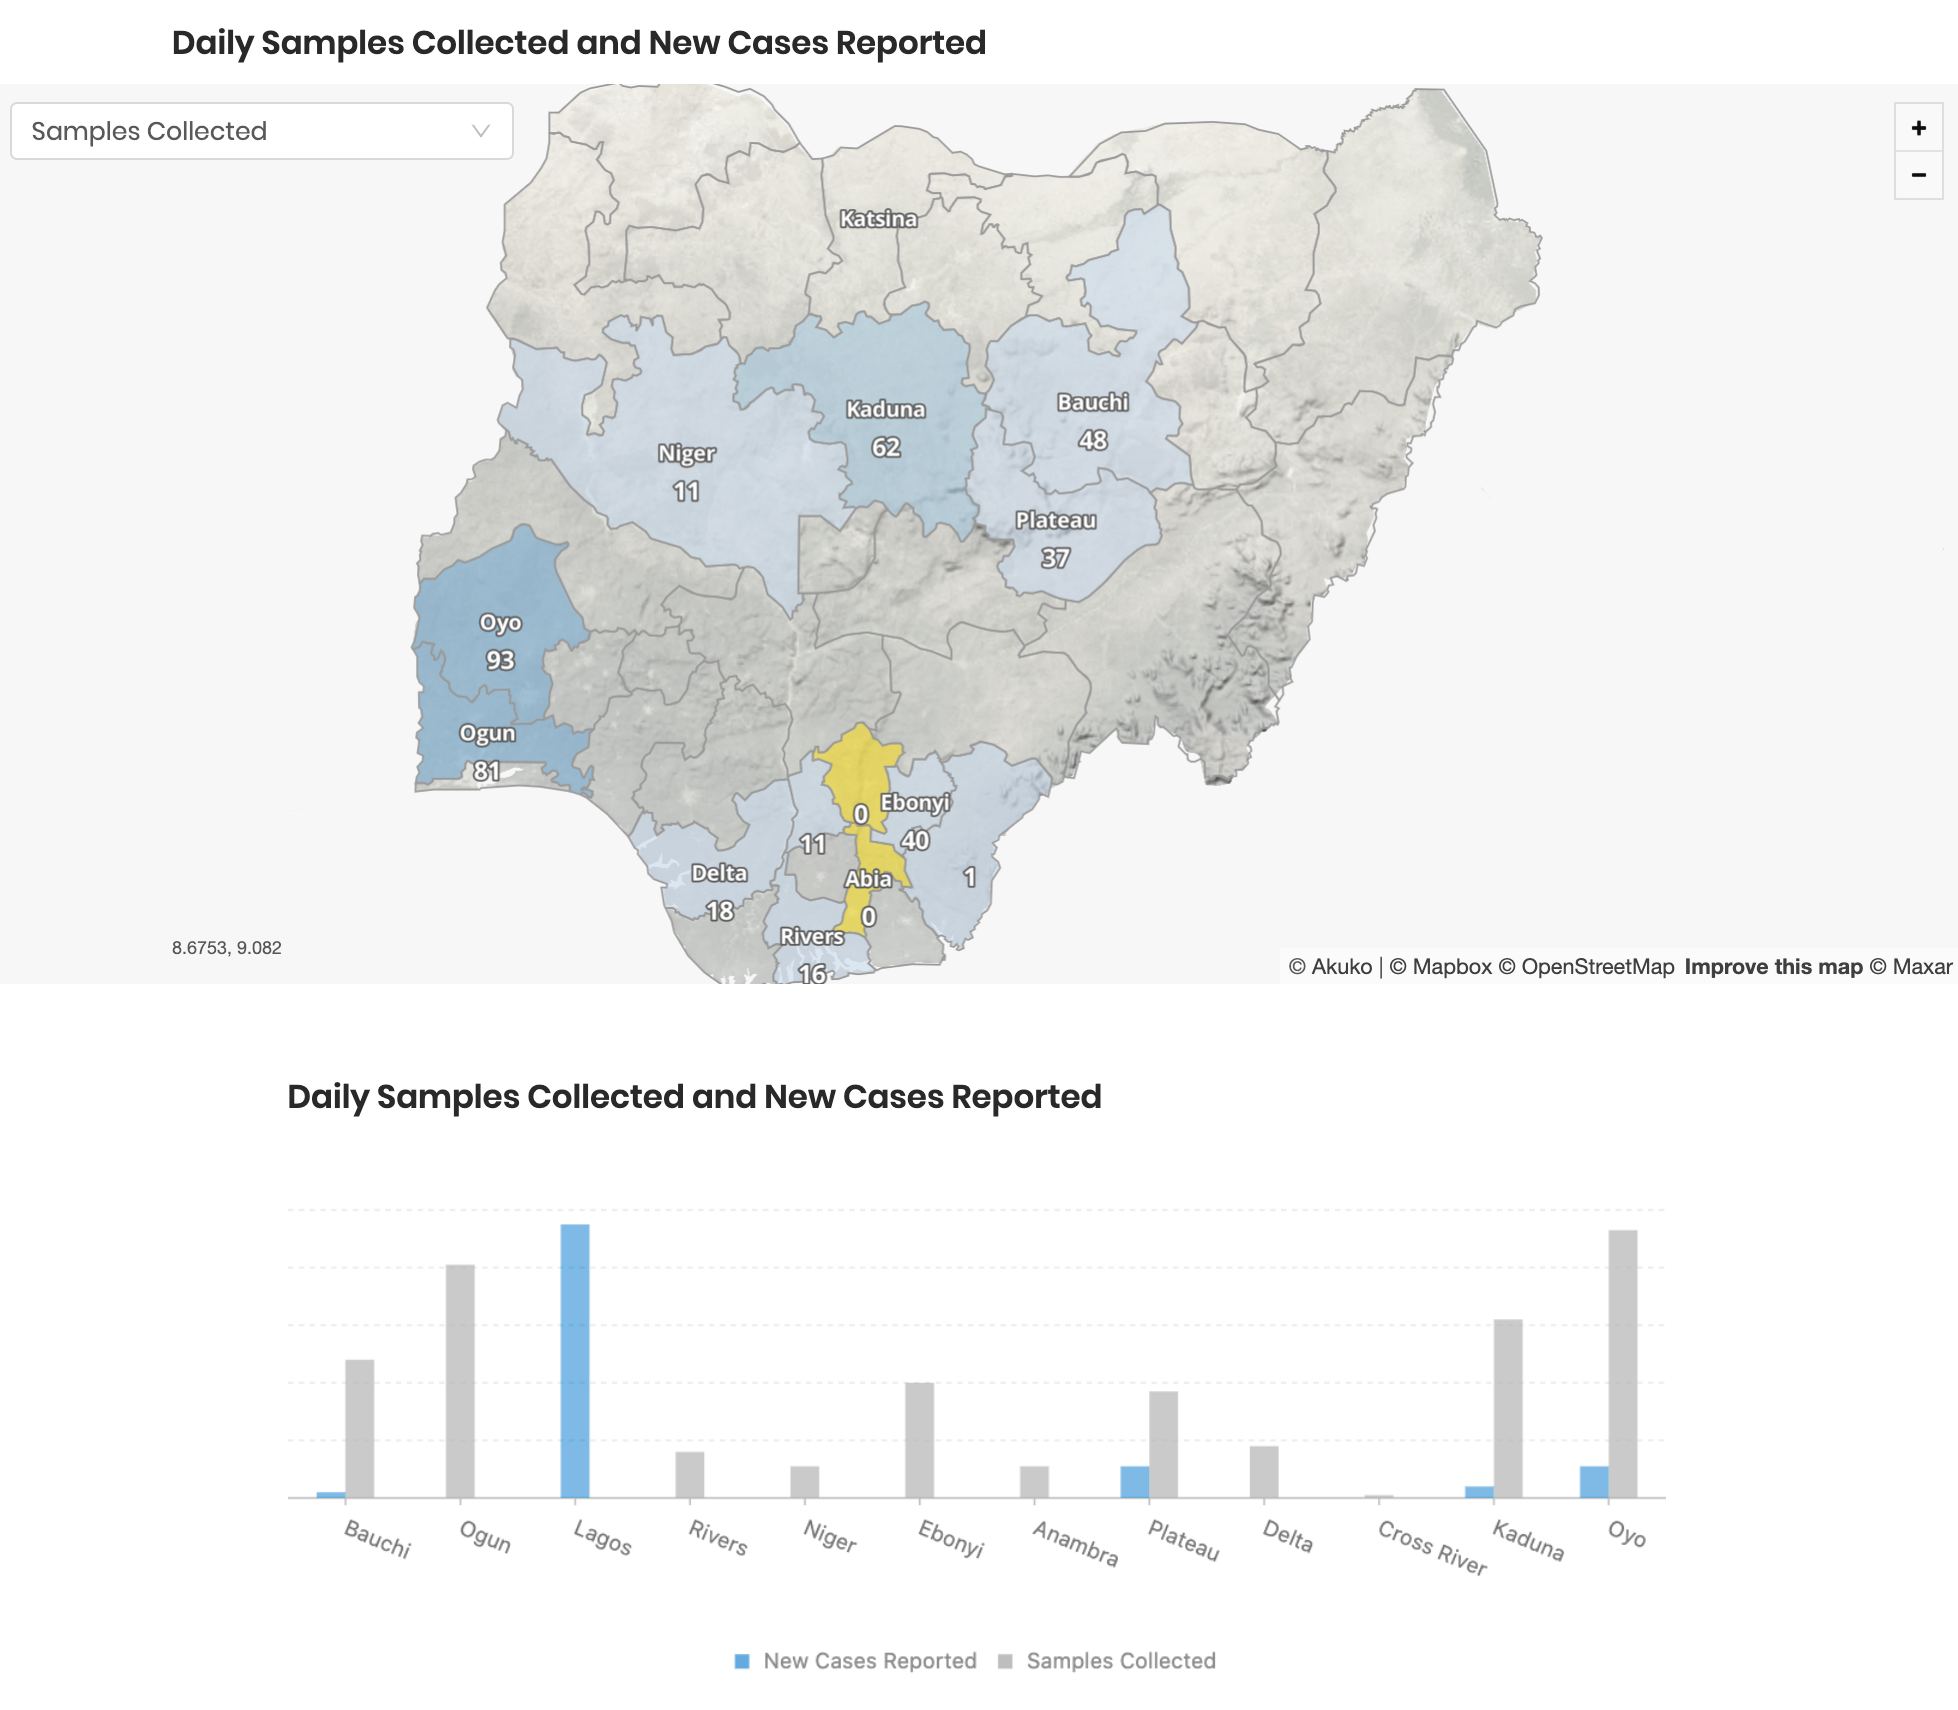 Daily Samples Collected and New Cases Reported
Samples Collected
+
−
Katsina
Kaduna
62
Bauchi
48
Niger
11
Plateau
37
Oyo
93
Ogun
81
0
Ebonyi
40
11
Delta
18
Abia
0
1
Rivers
16
8.6753, 9.082
© Akuko | © Mapbox © OpenStreetMap Improve this map © Maxar
Daily Samples Collected and New Cases Reported
Bauchi
Ogun
Lagos
Rivers
Niger
Ebonyi
Anambra
Plateau
Delta
Cross River
Kaduna
Oyo
New Cases Reported
Samples Collected